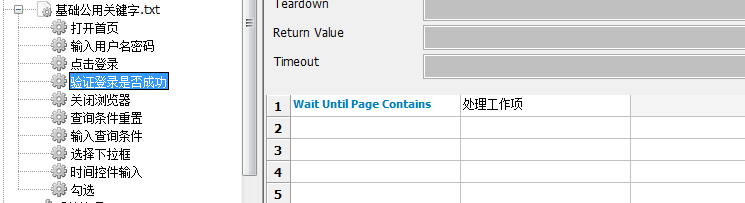 基础公用关键字.txt
打开首页
输入用户名密码
点击登录
验证登录是否成功
关闭浏览器
查询条件重置
输入查询条件
选择下拉框
时间控件输入
勾选
Teardown
Return Value
Timeout
1 Wait Until Page Contains 处理工作项
2
3
4
5